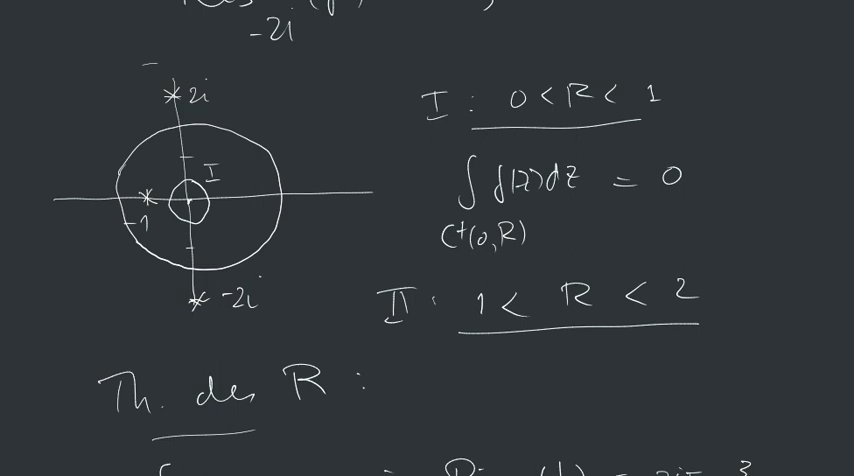 -2i
2i
I : 0 < R < 1
I
∫ f(z)dz = 0
-1
C⁺(0,R)
-2i
II : 1 < R < 2
Th. des R :